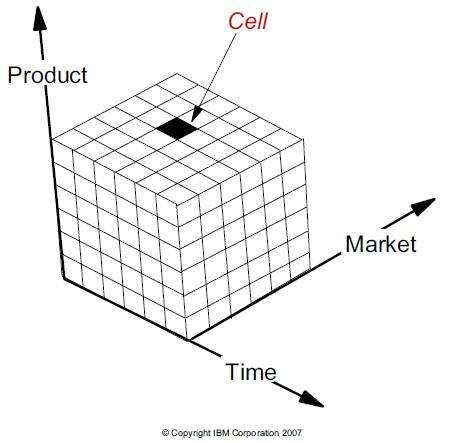 Cell
Product
Market
Time
© Copyright IBM Corporation 2007